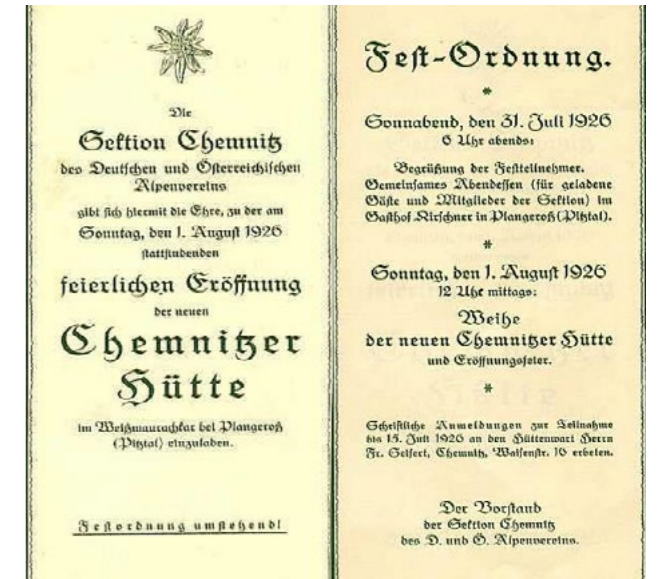 Die
Sektion Chemnitz
des Deutschen und Österreichischen
Alpenvereins
gibt sich hiermit die Ehre, zu der am
Sonntag, den 1. August 1926
stattfindenden
feierlichen Eröffnung
der neuen
Chemnitzer
Hütte
im Weißmaurachkar bei Plangeroß
(Pitztal) einzuladen.
Festordnung umstehend!
Fest-Ordnung.
*
Sonnabend, den 31. Juli 1926
6 Uhr abends:
Begrüßung der Festteilnehmer.
Gemeinsames Abendessen (für geladene
Gäste und Mitglieder der Sektion) im
Gasthof Kirschner in Plangeroß (Pitztal).
*
Sonntag, den 1. August 1926
12 Uhr mittags:
Weihe
der neuen Chemnitzer Hütte
und Eröffnungsfeier.
*
Schriftliche Anmeldungen zur Teilnahme
bis 15. Juli 1926 an den Hüttenwart Herrn
Fr. Seifert, Chemnitz, Waisenstr. 16 erbeten.
Der Vorstand
der Sektion Chemnitz
des D. und Ö. Alpenvereins.